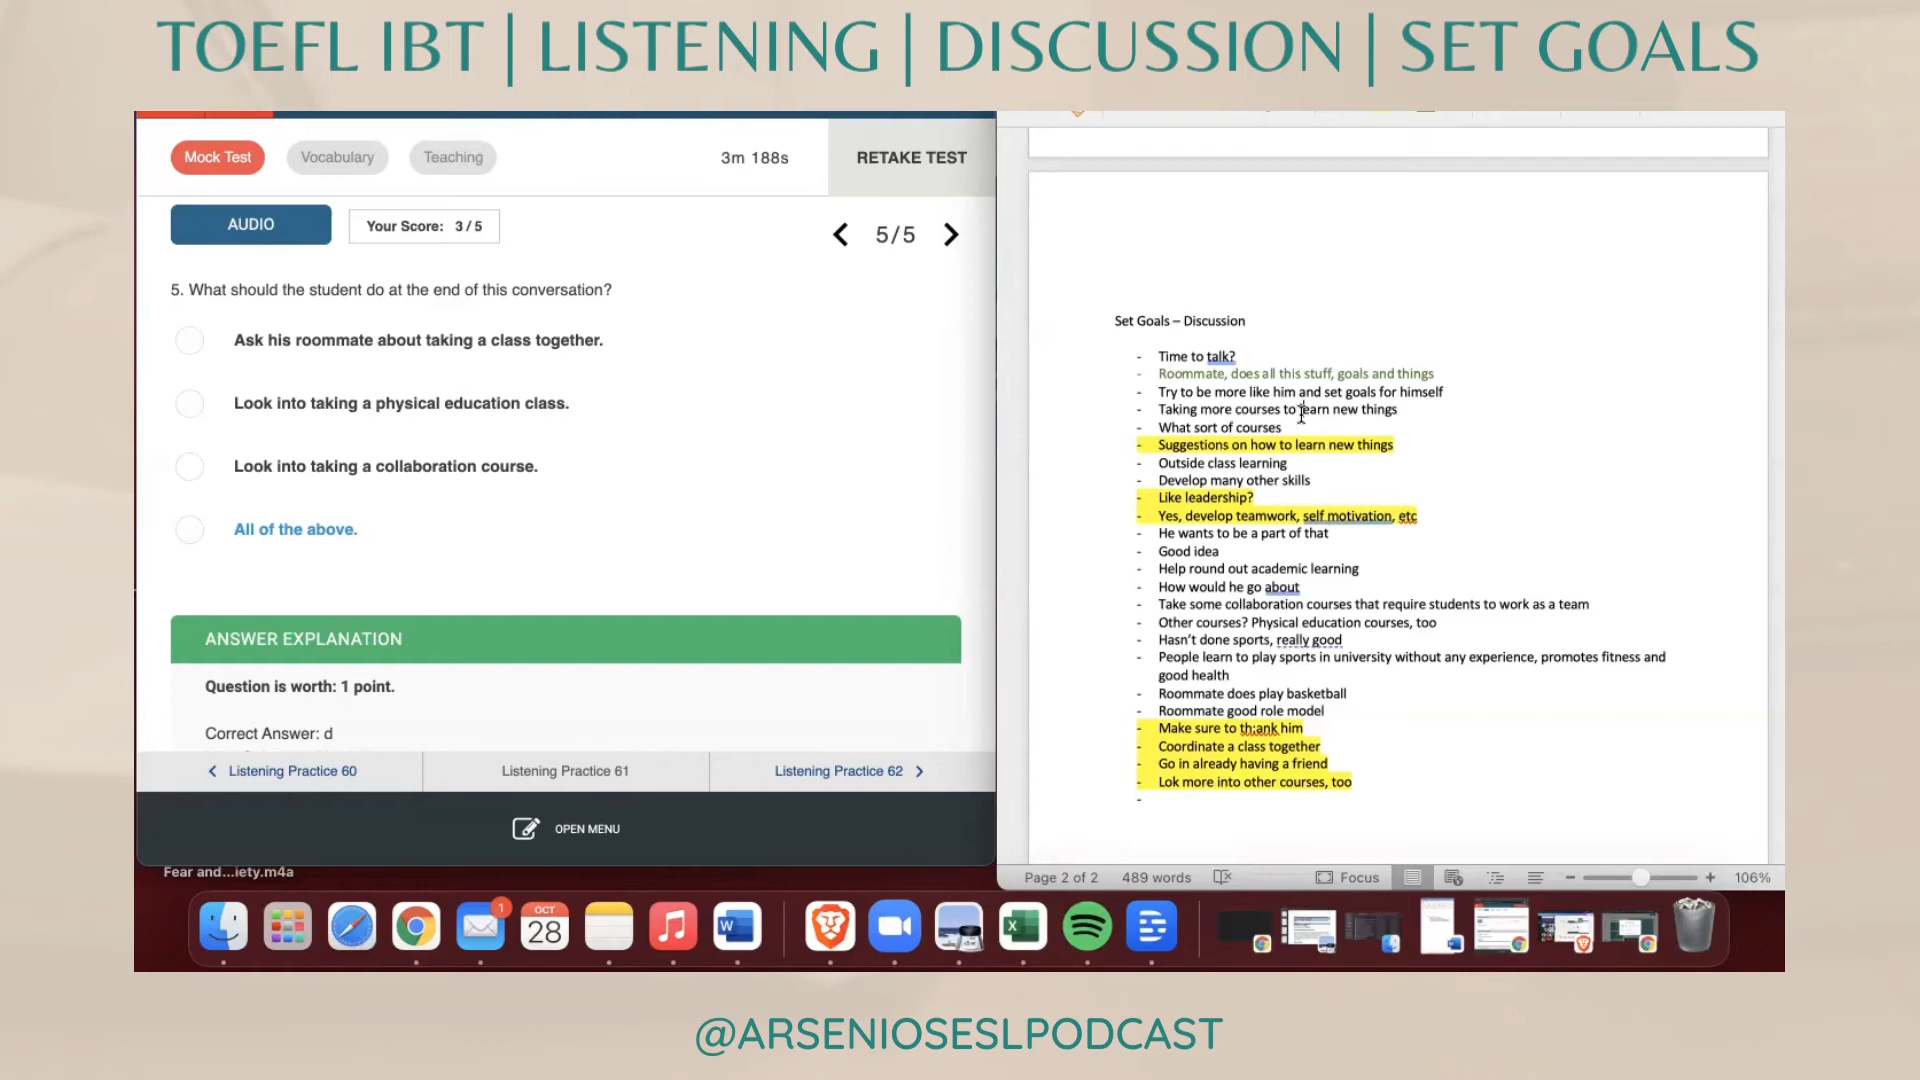 TOEFL IBT | LISTENING | DISCUSSION | SET GOALS
Mock Test
Vocabulary
Teaching
3m 188s
RETAKE TEST
AUDIO
Your Score: 3 / 5
5/5
5. What should the student do at the end of this conversation?
Ask his roommate about taking a class together.
Look into taking a physical education class.
Look into taking a collaboration course.
All of the above.
ANSWER EXPLANATION
Question is worth: 1 point.
Correct Answer: d
Listening Practice 60
Listening Practice 61
Listening Practice 62
OPEN MENU
Set Goals – Discussion
- Time to talk?
- Roommate, does all this stuff, goals and things
- Try to be more like him and set goals for himself
- Taking more courses to learn new things
- What sort of courses
- Suggestions on how to learn new things
- Outside class learning
- Develop many other skills
- Like leadership?
- Yes, develop teamwork, self motivation, etc
- He wants to be a part of that
- Good idea
- Help round out academic learning
- How would he go about
- Take some collaboration courses that require students to work as a team
- Other courses? Physical education courses, too
- Hasn't done sports, really good
- People learn to play sports in university without any experience, promotes fitness and
good health
- Roommate does play basketball
- Roommate good role model
- Make sure to th:ank him
- Coordinate a class together
- Go in already having a friend
- Lok more into other courses, too
-
Page 2 of 2
489 words
Focus
106%
Fear and...iety.m4a
1
OCT
28
W
X
@ARSENIOSESLPODCAST